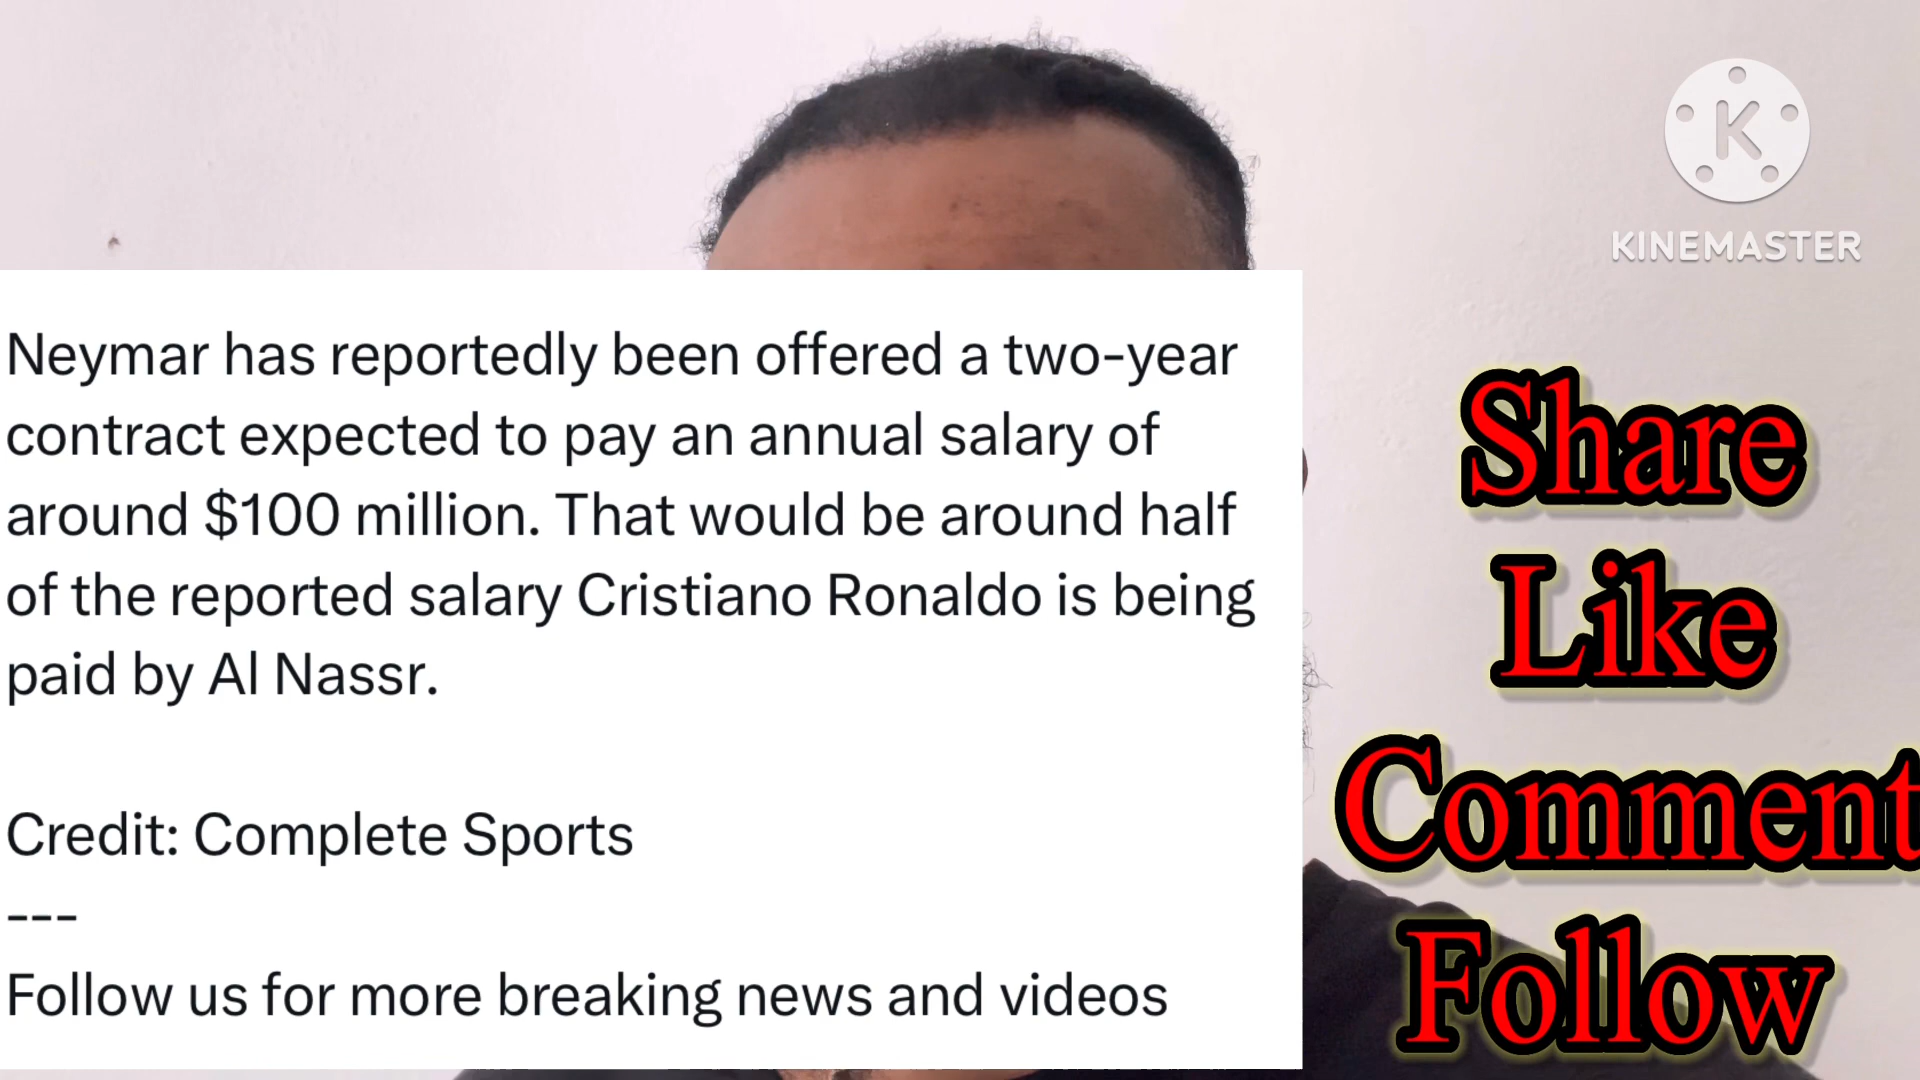 KINEMASTER
Neymar has reportedly been offered a two-year
contract expected to pay an annual salary of
around $100 million. That would be around half
of the reported salary Cristiano Ronaldo is being
paid by Al Nassr.
Credit: Complete Sports
---
Follow us for more breaking news and videos
Share
Like
Comment
Follow